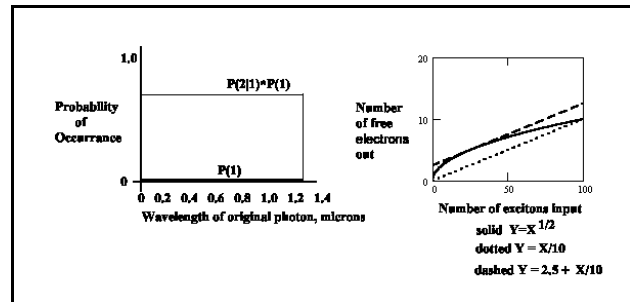 1,0
P(2|1)*P(1)
Probability
of
Occurrance
P(1)
0
0 0,2 0,4 0,6 0,8 1,0 1,2 1,4
Wavelength of original photon, microns
20
Number
of free
electrons
out
10
0
0 50 100
Number of excitons input
solid Y=X 1/2
dotted Y = X/10
dashed Y = 2.5 + X/10